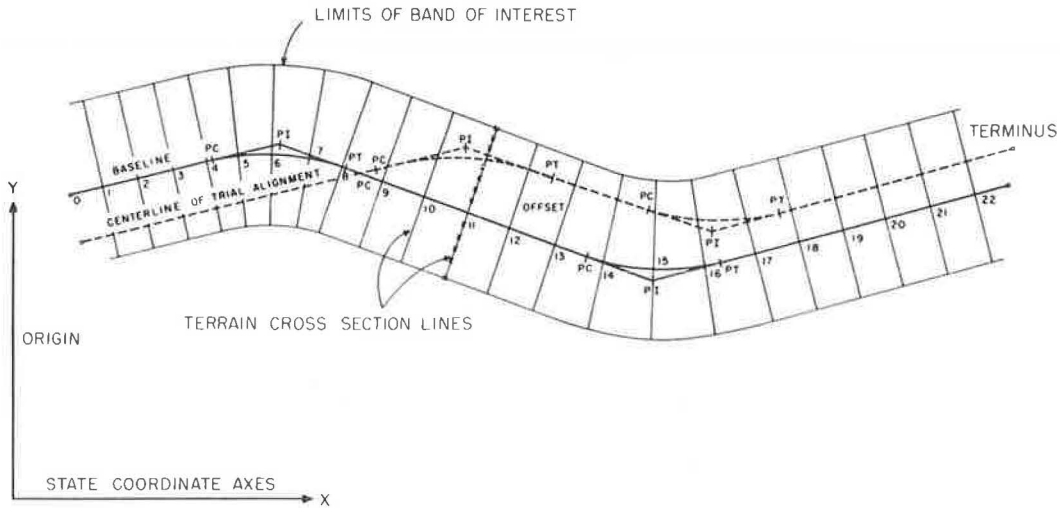 LIMITS OF BAND OF INTEREST
TERMINUS
PI
PI
PC
PT
PC
PT
BASELINE
0
1
2
3
4
5
6
7
8
PC
9
10
11
12
13
PC
14
15
16
PT
17
18
19
20
21
22
CENTERLINE OF TRIAL ALIGNMENT
OFFSET
PC
PT
PI
PI
Y
TERRAIN CROSS SECTION LINES
ORIGIN
STATE COORDINATE AXES
X